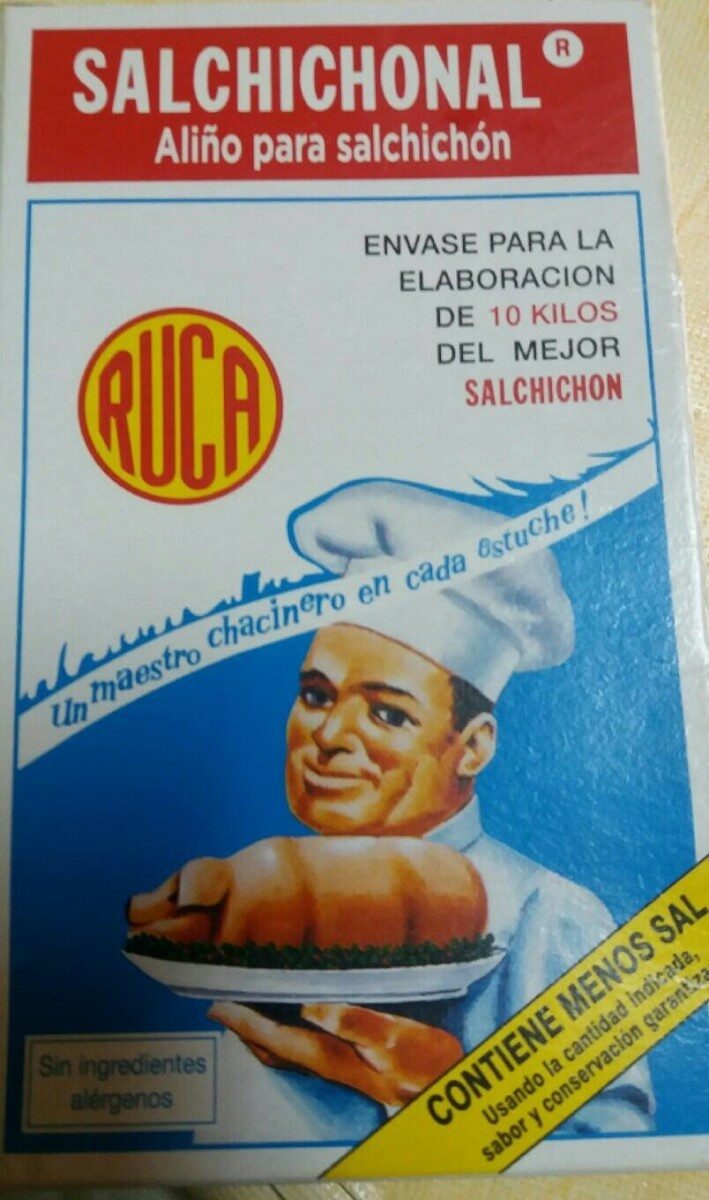 SALCHICHONAL®
Aliño para salchichón
ENVASE PARA LA
ELABORACION
DE 10 KILOS
DEL MEJOR
SALCHICHON
RUCA
Un maestro chacinero en cada estuche!
CONTIENE MENOS SAL
Usando la cantidad indicada,
sabor y conservación
Sin ingredientes
alérgenos